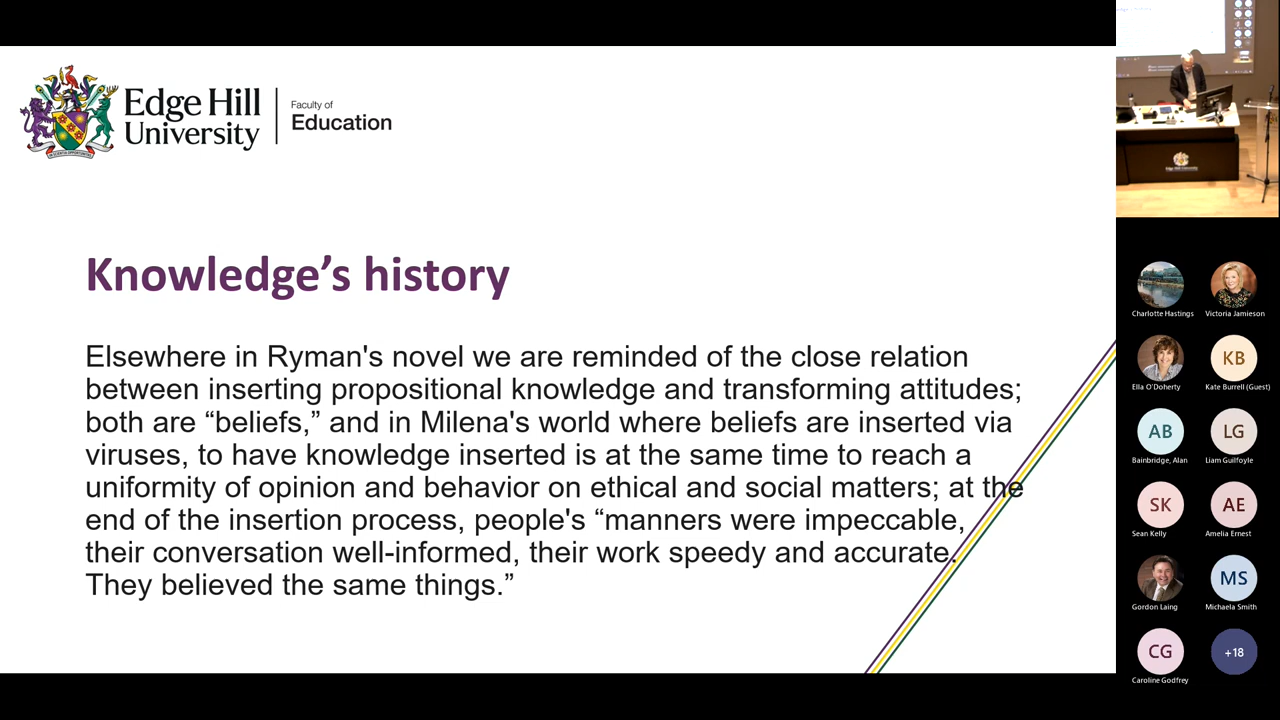 Edge Hill
University
Faculty of
Education
Knowledge’s history
Elsewhere in Ryman's novel we are reminded of the close relation
between inserting propositional knowledge and transforming attitudes;
both are “beliefs,” and in Milena's world where beliefs are inserted via
viruses, to have knowledge inserted is at the same time to reach a
uniformity of opinion and behavior on ethical and social matters; at the
end of the insertion process, people's “manners were impeccable,
their conversation well-informed, their work speedy and accurate.
They believed the same things.”
Edge Hill
University
Charlotte Hastings
Victoria Jamieson
KB
Ella O'Doherty
Kate Burrell (Guest)
AB
LG
Bainbridge, Alan
Liam Guilfoyle
SK
AE
Sean Kelly
Amelia Ernest
MS
Gordon Laing
Michaela Smith
CG
+18
Caroline Godfrey